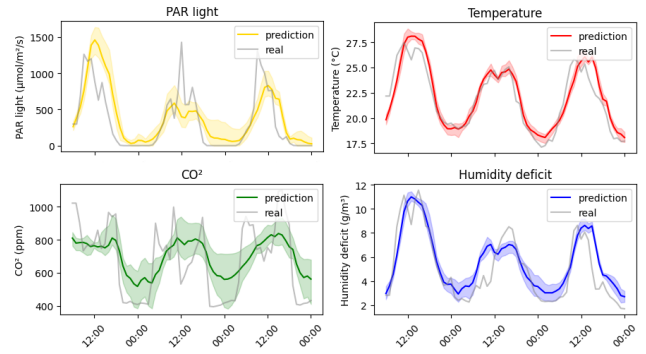 PAR light
PAR light (μmol/m²/s)
1500
1000
500
0
prediction
real
12:00
00:00
12:00
00:00
12:00
00:00
Temperature
Temperature (°C)
27.5
25.0
22.5
20.0
17.5
prediction
real
CO²
CO² (ppm)
1000
800
600
400
prediction
real
12:00
00:00
12:00
00:00
12:00
00:00
Humidity deficit
Humidity deficit (g/m³)
12
10
8
6
4
2
prediction
real